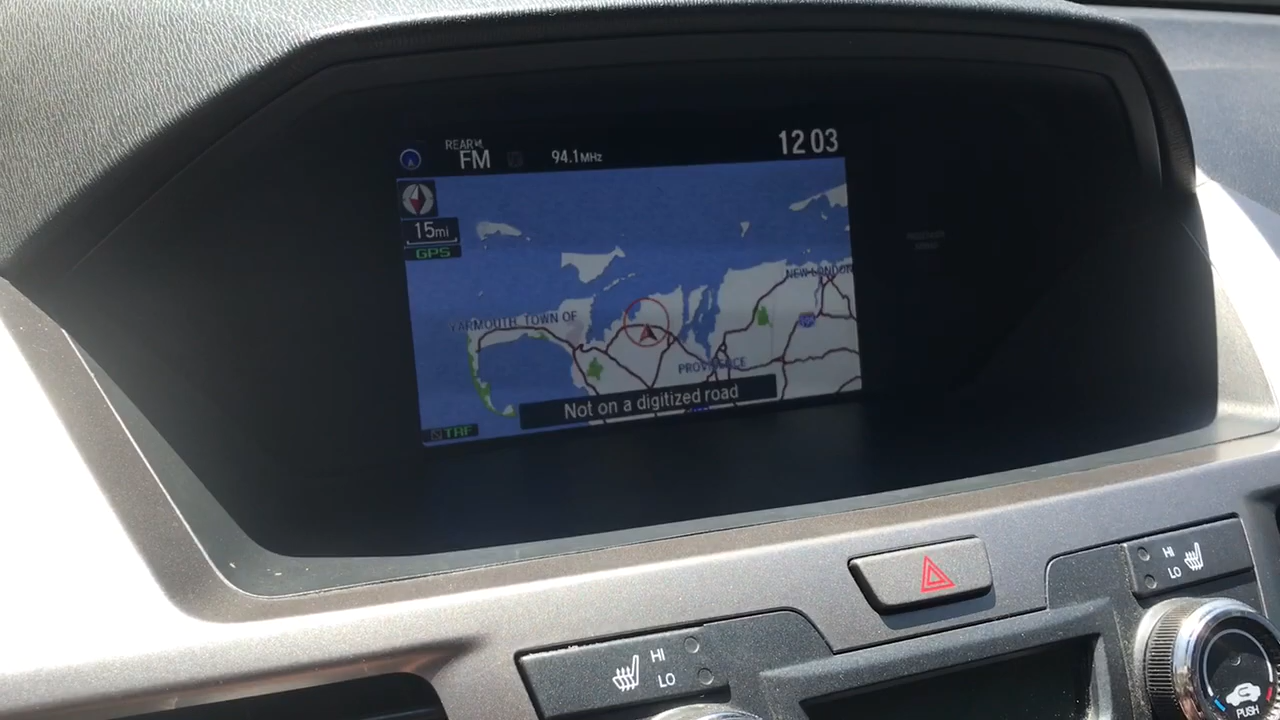 REAR
FM
94.1MHz
12 03
15mi
GPS
NEW LONDON
YARMOUTH TOWN OF
PROVIDENCE
Not on a digitized road
TRF
HI
LO
HI
LO
PUSH